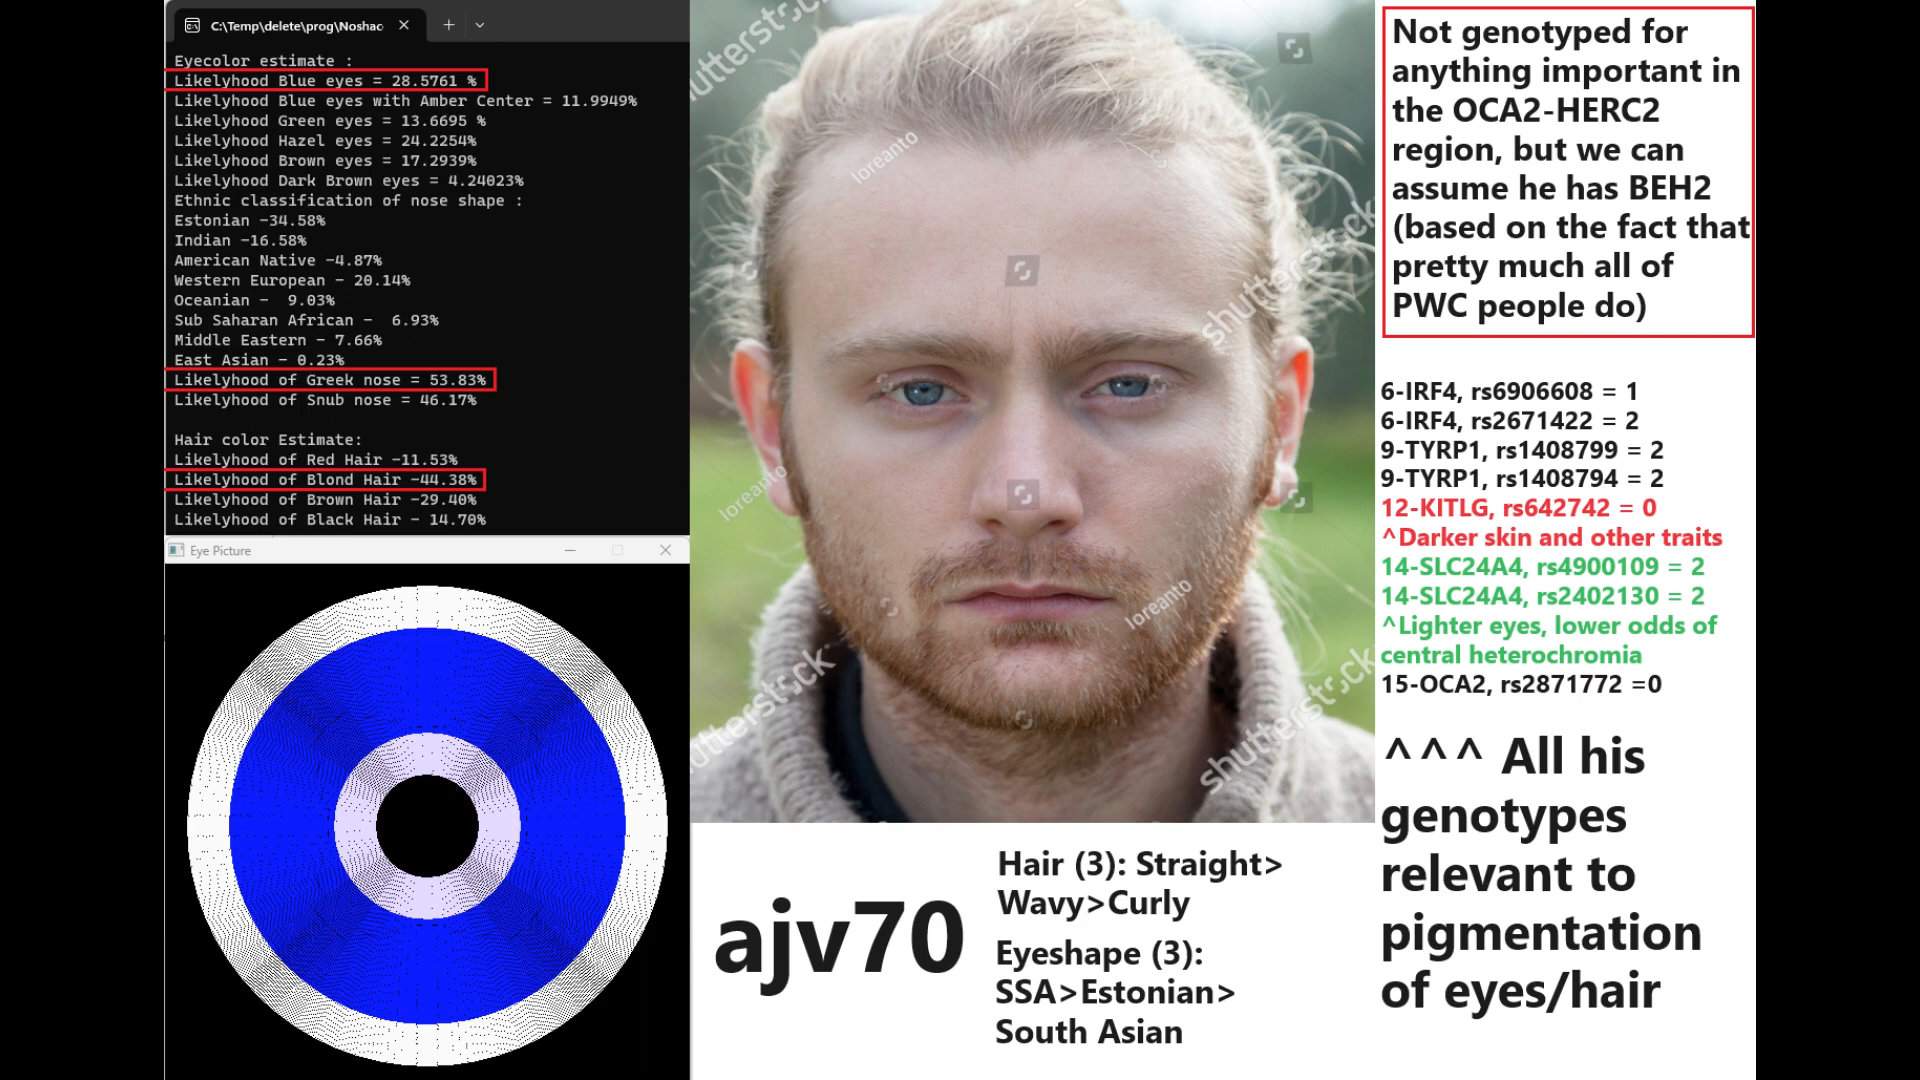 C:\Temp\delete\prog\Noshac
Eyecolor estimate :
Likelyhood Blue eyes = 28.5761 %
Likelyhood Blue eyes with Amber Center = 11.9949%
Likelyhood Green eyes = 13.6695 %
Likelyhood Hazel eyes = 24.2254%
Likelyhood Brown eyes = 17.2939%
Likelyhood Dark Brown eyes = 4.24023%
Ethnic classification of nose shape :
Estonian -34.58%
Indian -16.58%
American Native -4.87%
Western European - 20.14%
Oceanian -  9.03%
Sub Saharan African -  6.93%
Middle Eastern - 7.66%
East Asian - 0.23%
Likelyhood of Greek nose = 53.83%
Likelyhood of Snub nose = 46.17%
Hair color Estimate:
Likelyhood of Red Hair -11.53%
Likelyhood of Blond Hair -44.38%
Likelyhood of Brown Hair -29.40%
Likelyhood of Black Hair - 14.70%
Eye Picture
shutterstock
loreanto
shutterstock
loreanto
loreanto
shutterstock
shutterstock
ajv70
Hair (3): Straight>
Wavy>Curly
Eyeshape (3):
SSA>Estonian>
South Asian
Not genotyped for
anything important in
the OCA2-HERC2
region, but we can
assume he has BEH2
(based on the fact that
pretty much all of
PWC people do)
6-IRF4, rs6906608 = 1
6-IRF4, rs2671422 = 2
9-TYRP1, rs1408799 = 2
9-TYRP1, rs1408794 = 2
12-KITLG, rs642742 = 0
^Darker skin and other traits
14-SLC24A4, rs4900109 = 2
14-SLC24A4, rs2402130 = 2
^Lighter eyes, lower odds of
central heterochromia
15-OCA2, rs2871772 =0
^^^ All his
genotypes
relevant to
pigmentation
of eyes/hair